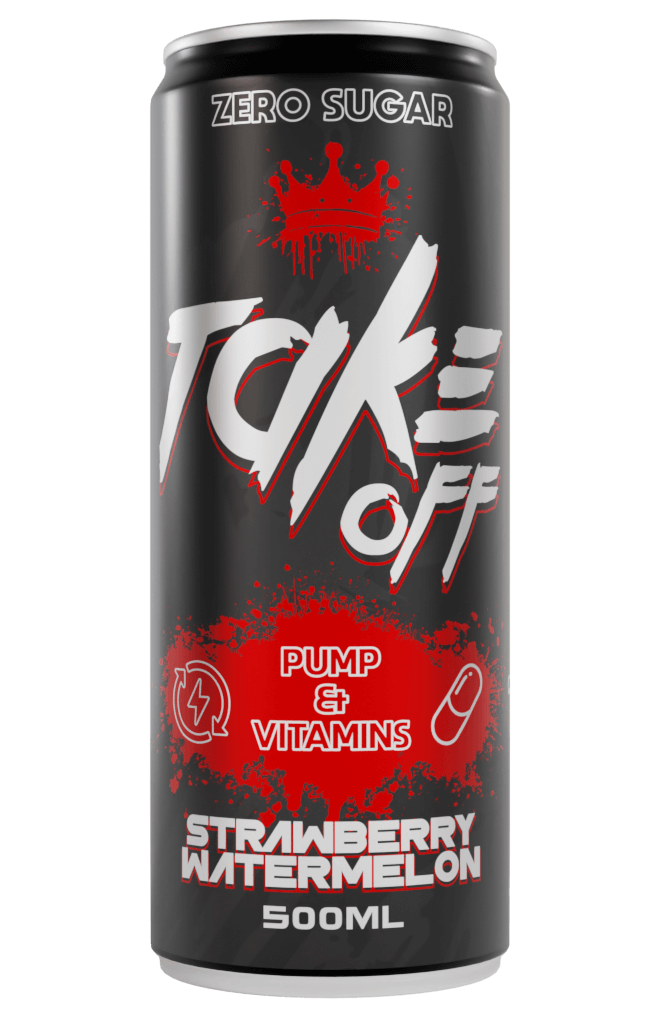 ZERO SUGAR
TAKE
OFF
PUMP
&
VITAMINS
STRAWBERRY
WATERMELON
500ML